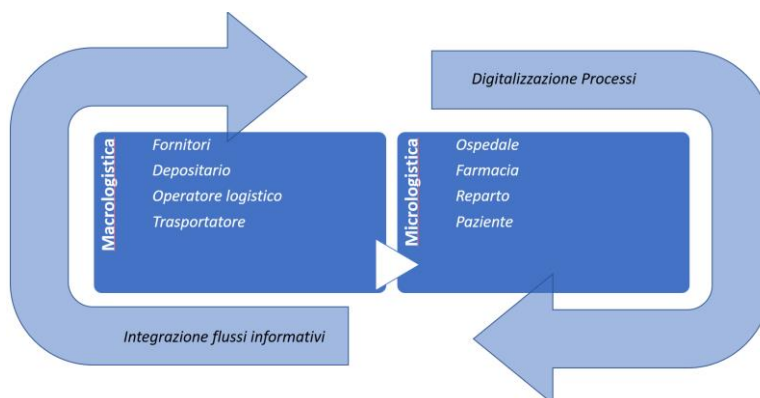 Digitalizzazione Processi
Macrologistica
Fornitori
Depositario
Operatore logistico
Trasportatore
Micrologistica
Ospedale
Farmacia
Reparto
Paziente
Integrazione flussi informativi